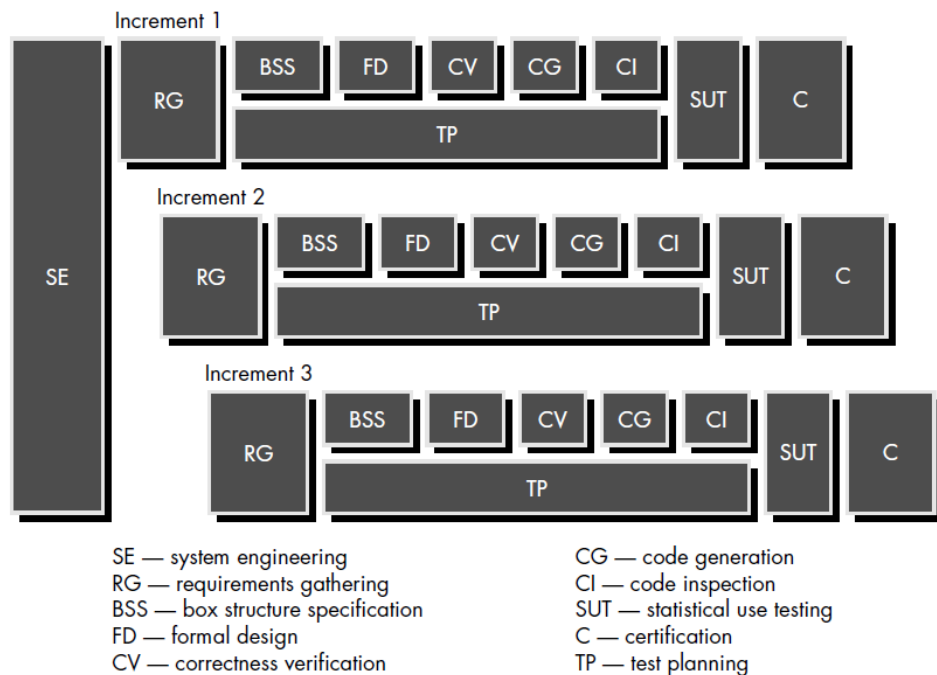 Increment 1
BSS FD CV CG CI
RG SUT C
TP
Increment 2
BSS FD CV CG CI
SE RG SUT C
TP
Increment 3
BSS FD CV CG CI
RG SUT C
TP
SE — system engineering
RG — requirements gathering
BSS — box structure specification
FD — formal design
CV — correctness verification
CG — code generation
CI — code inspection
SUT — statistical use testing
C — certification
TP — test planning